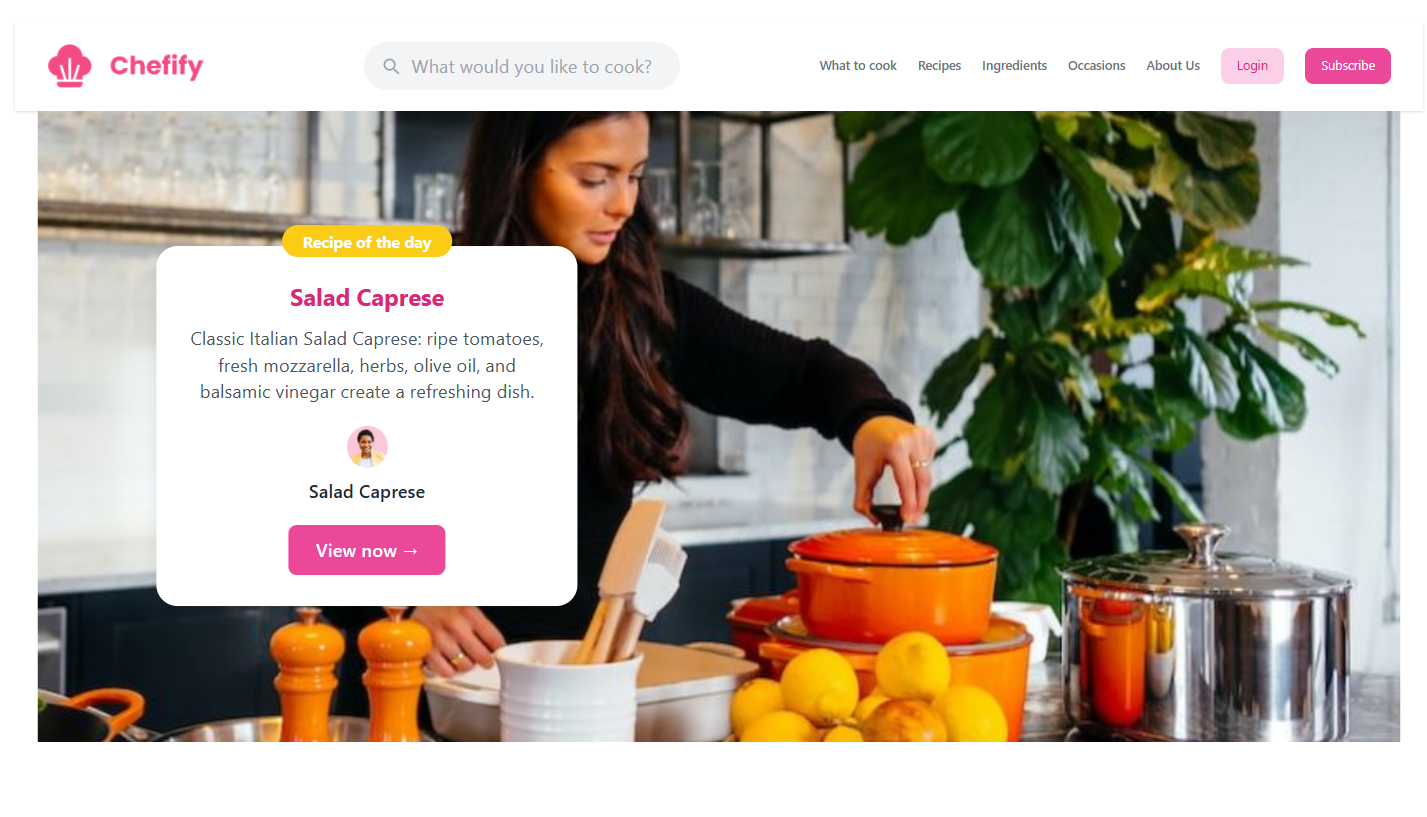 Chefify
What would you like to cook?
What to cook
Recipes
Ingredients
Occasions
About Us
Login
Subscribe
Recipe of the day
Salad Caprese
Classic Italian Salad Caprese: ripe tomatoes,
fresh mozzarella, herbs, olive oil, and
balsamic vinegar create a refreshing dish.
Salad Caprese
View now →